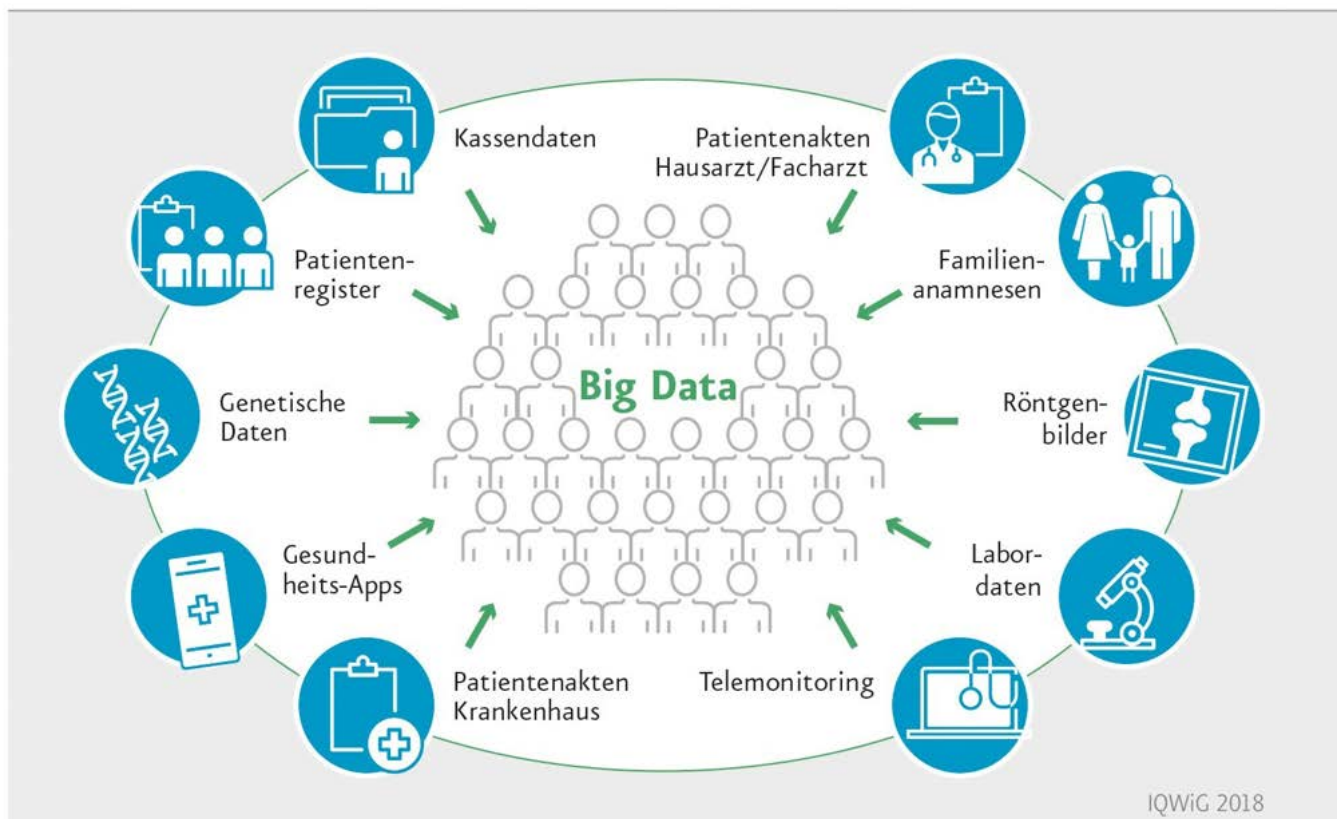 Kassendaten
Patientenakten
Hausarzt/Facharzt
Patienten-
register
Familien-
anamnesen
Big Data
Genetische
Daten
Röntgen-
bilder
Gesund-
heits-Apps
Labor-
daten
Patientenakten
Krankenhaus
Telemonitoring
IQWiG 2018